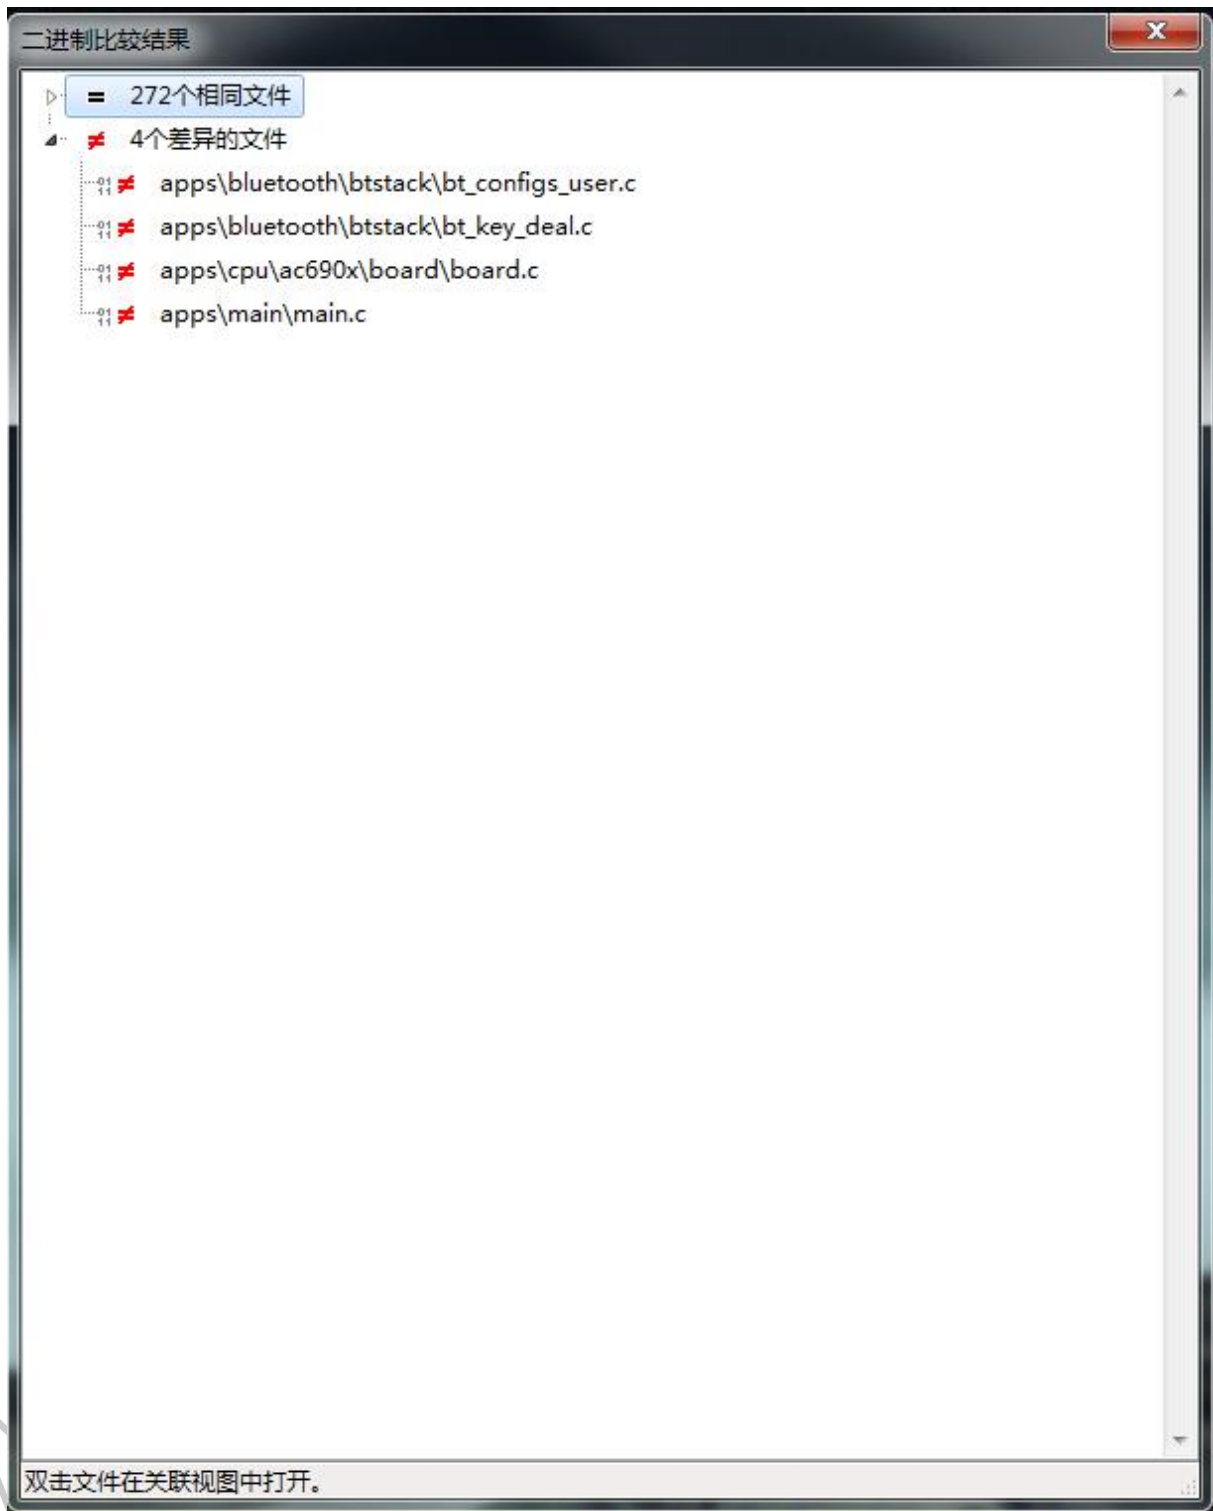 二进制比较结果
= 272个相同文件
≠ 4个差异的文件
≠ apps\bluetooth\btstack\bt_configs_user.c
≠ apps\bluetooth\btstack\bt_key_deal.c
≠ apps\cpu\ac690x\board\board.c
≠ apps\main\main.c
双击文件在关联视图中打开。